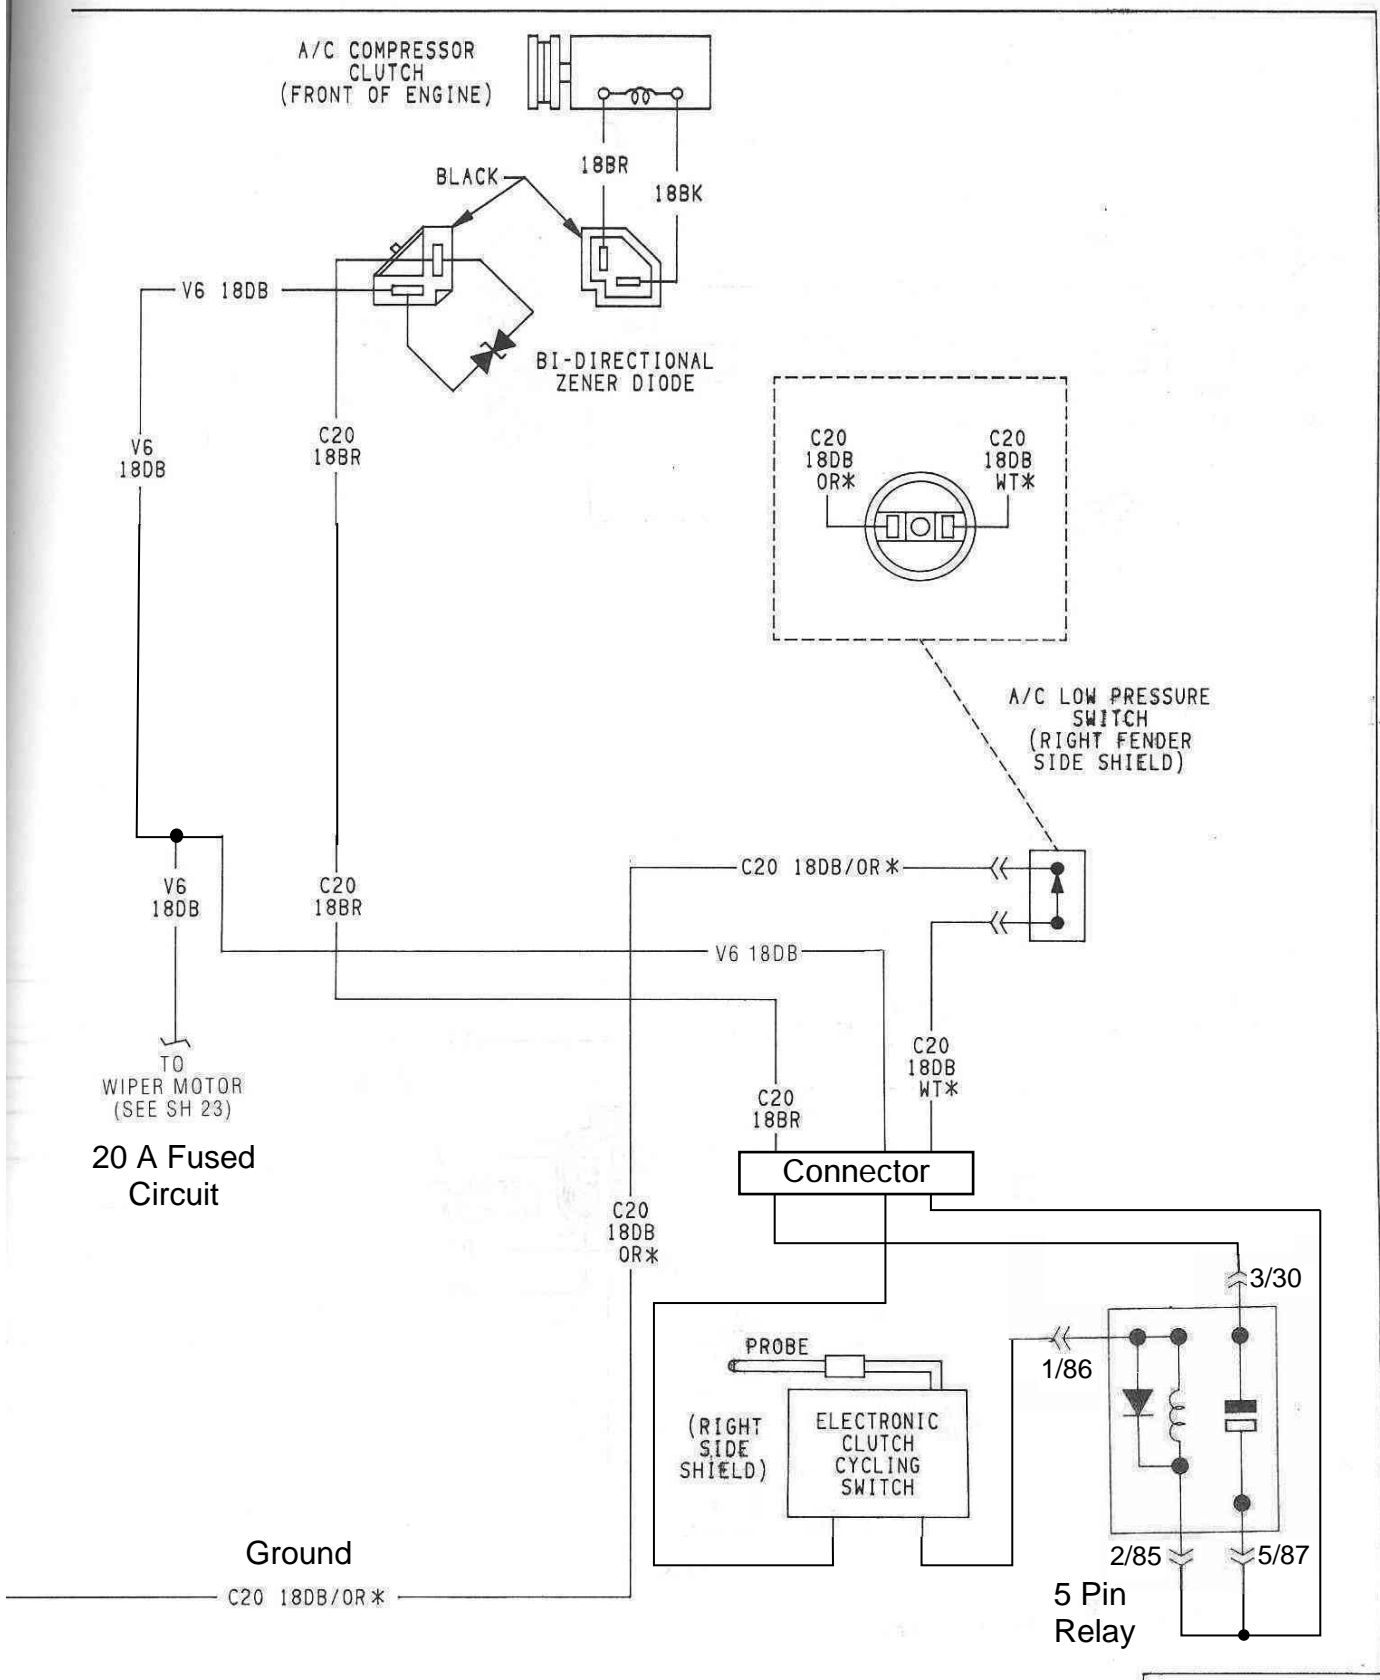 A/C COMPRESSOR
CLUTCH
(FRONT OF ENGINE)
18BR
18BK
BLACK
V6 18DB
BI-DIRECTIONAL
ZENER DIODE
V6
18DB
C20
18BR
C20
18DB
OR*
C20
18DB
WT*
A/C LOW PRESSURE
SWITCH
(RIGHT FENDER
SIDE SHIELD)
C20 18DB/OR*
V6
18DB
C20
18BR
V6 18DB
TO
WIPER MOTOR
(SEE SH 23)
20 A Fused
Circuit
C20
18DB
WT*
C20
18BR
Connector
C20
18DB
OR*
3/30
PROBE
1/86
(RIGHT
SIDE
SHIELD)
ELECTRONIC
CLUTCH
CYCLING
SWITCH
2/85
5/87
Ground
C20 18DB/OR*
5 Pin
Relay